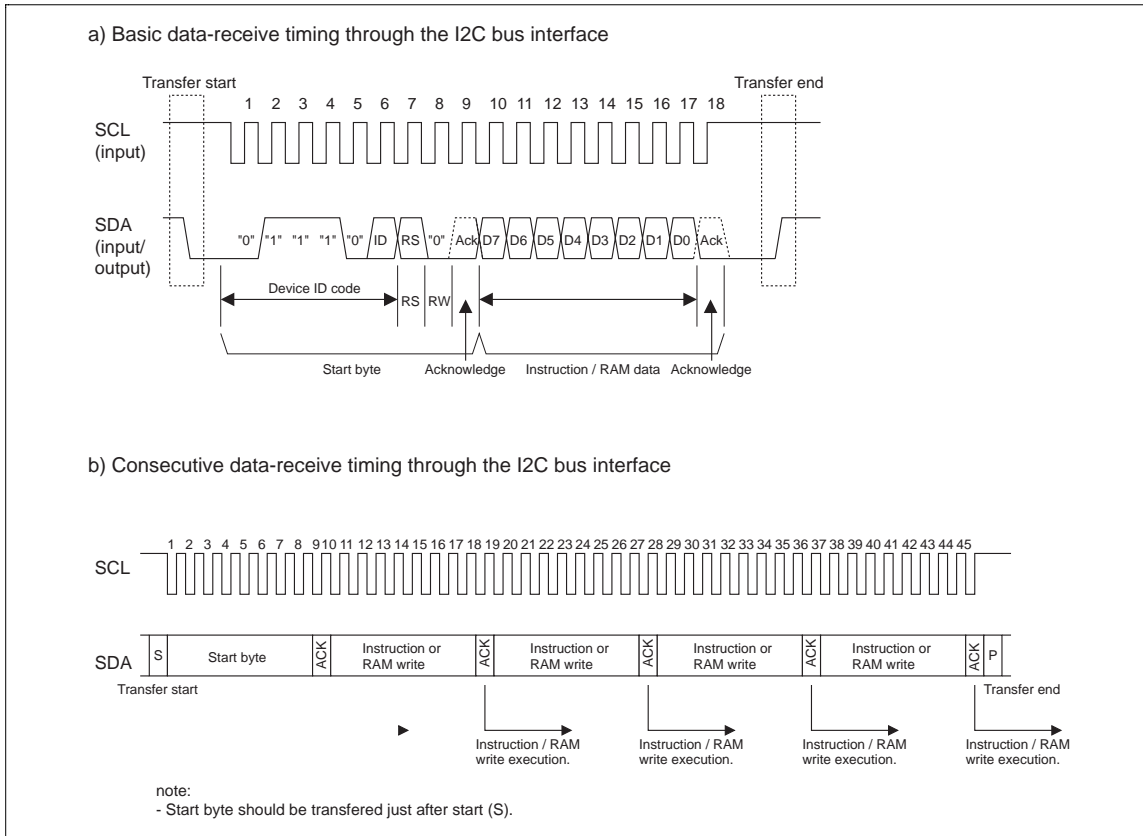 a) Basic data-receive timing through the I2C bus interface
Transfer start
Transfer end
1 2 3 4 5 6 7 8 9 10 11 12 13 14 15 16 17 18
SCL
(input)
SDA
(input/
output)
"0" "1" "1" "1" "0" ID RS "0" Ack D7 D6 D5 D4 D3 D2 D1 D0 Ack
Device ID code
RS RW
Start byte Acknowledge Instruction / RAM data Acknowledge
b) Consecutive data-receive timing through the I2C bus interface
1 2 3 4 5 6 7 8 9 10 11 12 13 14 15 16 17 18 19 20 21 22 23 24 25 26 27 28 29 30 31 32 33 34 35 36 37 38 39 40 41 42 43 44 45
SCL
SDA
S
Start byte
ACK
Instruction or
RAM write
ACK
Instruction or
RAM write
ACK
Instruction or
RAM write
ACK
Instruction or
RAM write
ACK
P
Transfer start
Transfer end
Instruction / RAM
write execution.
Instruction / RAM
write execution.
Instruction / RAM
write execution.
Instruction / RAM
write execution.
note:
- Start byte should be transfered just after start (S).